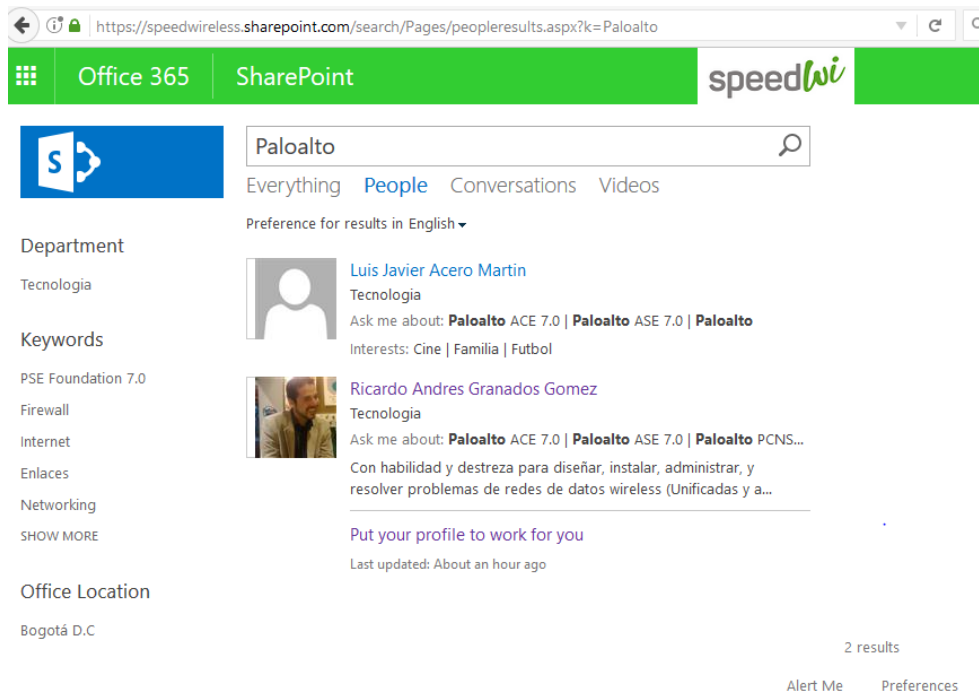 https://speedwireless.sharepoint.com/search/Pages/peopleresults.aspx?k=Paloalto
Office 365
SharePoint
speedwi
S
Paloalto
Everything People Conversations Videos
Preference for results in English
Department
Tecnologia
Keywords
PSE Foundation 7.0
Firewall
Internet
Enlaces
Networking
SHOW MORE
Office Location
Bogotá D.C
Luis Javier Acero Martin
Tecnologia
Ask me about: Paloalto ACE 7.0 | Paloalto ASE 7.0 | Paloalto
Interests: Cine | Familia | Futbol
Ricardo Andres Granados Gomez
Tecnologia
Ask me about: Paloalto ACE 7.0 | Paloalto ASE 7.0 | Paloalto PCNS...
Con habilidad y destreza para diseñar, instalar, administrar, y
resolver problemas de redes de datos wireless (Unificadas y a...
Put your profile to work for you
Last updated: About an hour ago
2 results
Alert Me Preferences